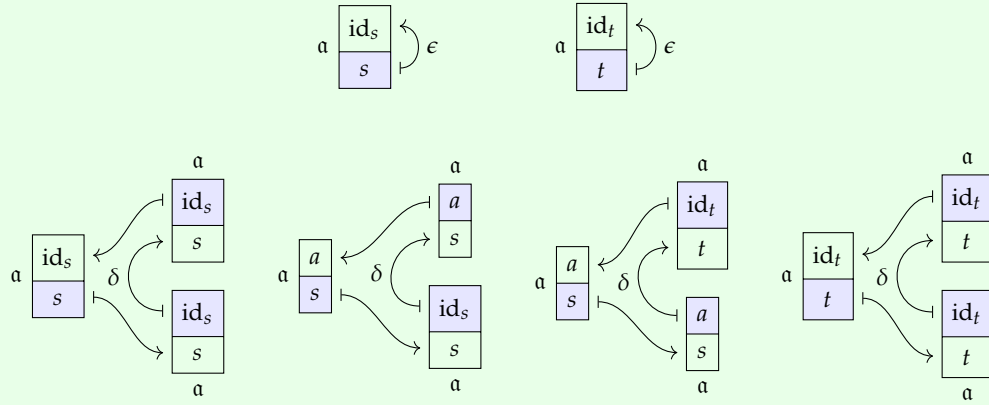 𝔞 id_s s ϵ
𝔞 id_t t ϵ
𝔞 id_s s δ 𝔞 id_s s id_s s 𝔞
𝔞 a s δ 𝔞 a s id_s s 𝔞
𝔞 a s δ 𝔞 id_t t a s 𝔞
𝔞 id_t t δ 𝔞 id_t t id_t t 𝔞